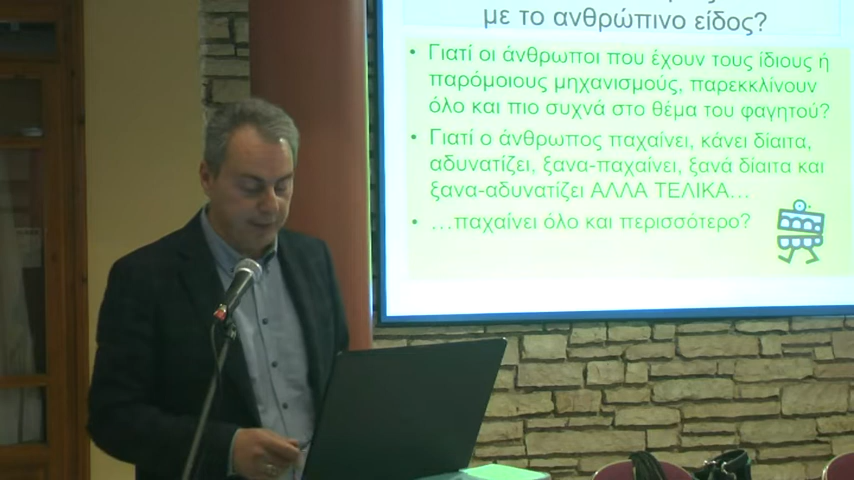 με το ανθρώπινο είδος?
• Γιατί οι άνθρωποι που έχουν τους ίδιους ή
παρόμοιους μηχανισμούς, παρεκκλίνουν
όλο και πιο συχνά στο θέμα του φαγητού?
• Γιατί ο άνθρωπος παχαίνει, κάνει δίαιτα,
αδυνατίζει, ξανα-παχαίνει, ξανά δίαιτα και
ξανα-αδυνατίζει ΑΛΛΑ ΤΕΛΙΚΑ...
• ...παχαίνει όλο και περισσότερο?